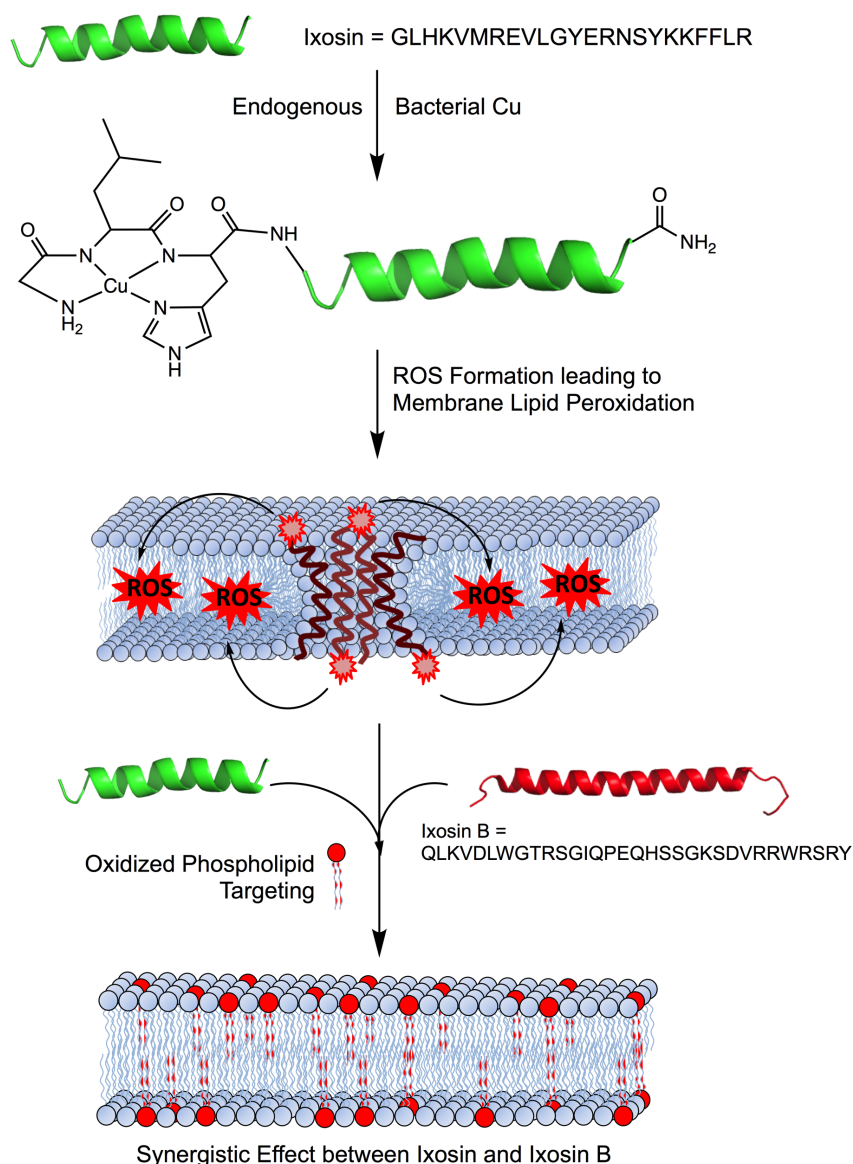 Ixosin = GLHKVMREVLGYERNSYKKFFLR
Endogenous Bacterial Cu
O
O
O
NH
O
NH2
N
N
Cu
N
H2
N
N
H
ROS Formation leading to
Membrane Lipid Peroxidation
ROS
ROS
ROS
ROS
Ixosin B =
QLKVDLWGTRSGIQPEQHSSGKSDVRRWRSRY
Oxidized Phospholipid
Targeting
Synergistic Effect between Ixosin and Ixosin B